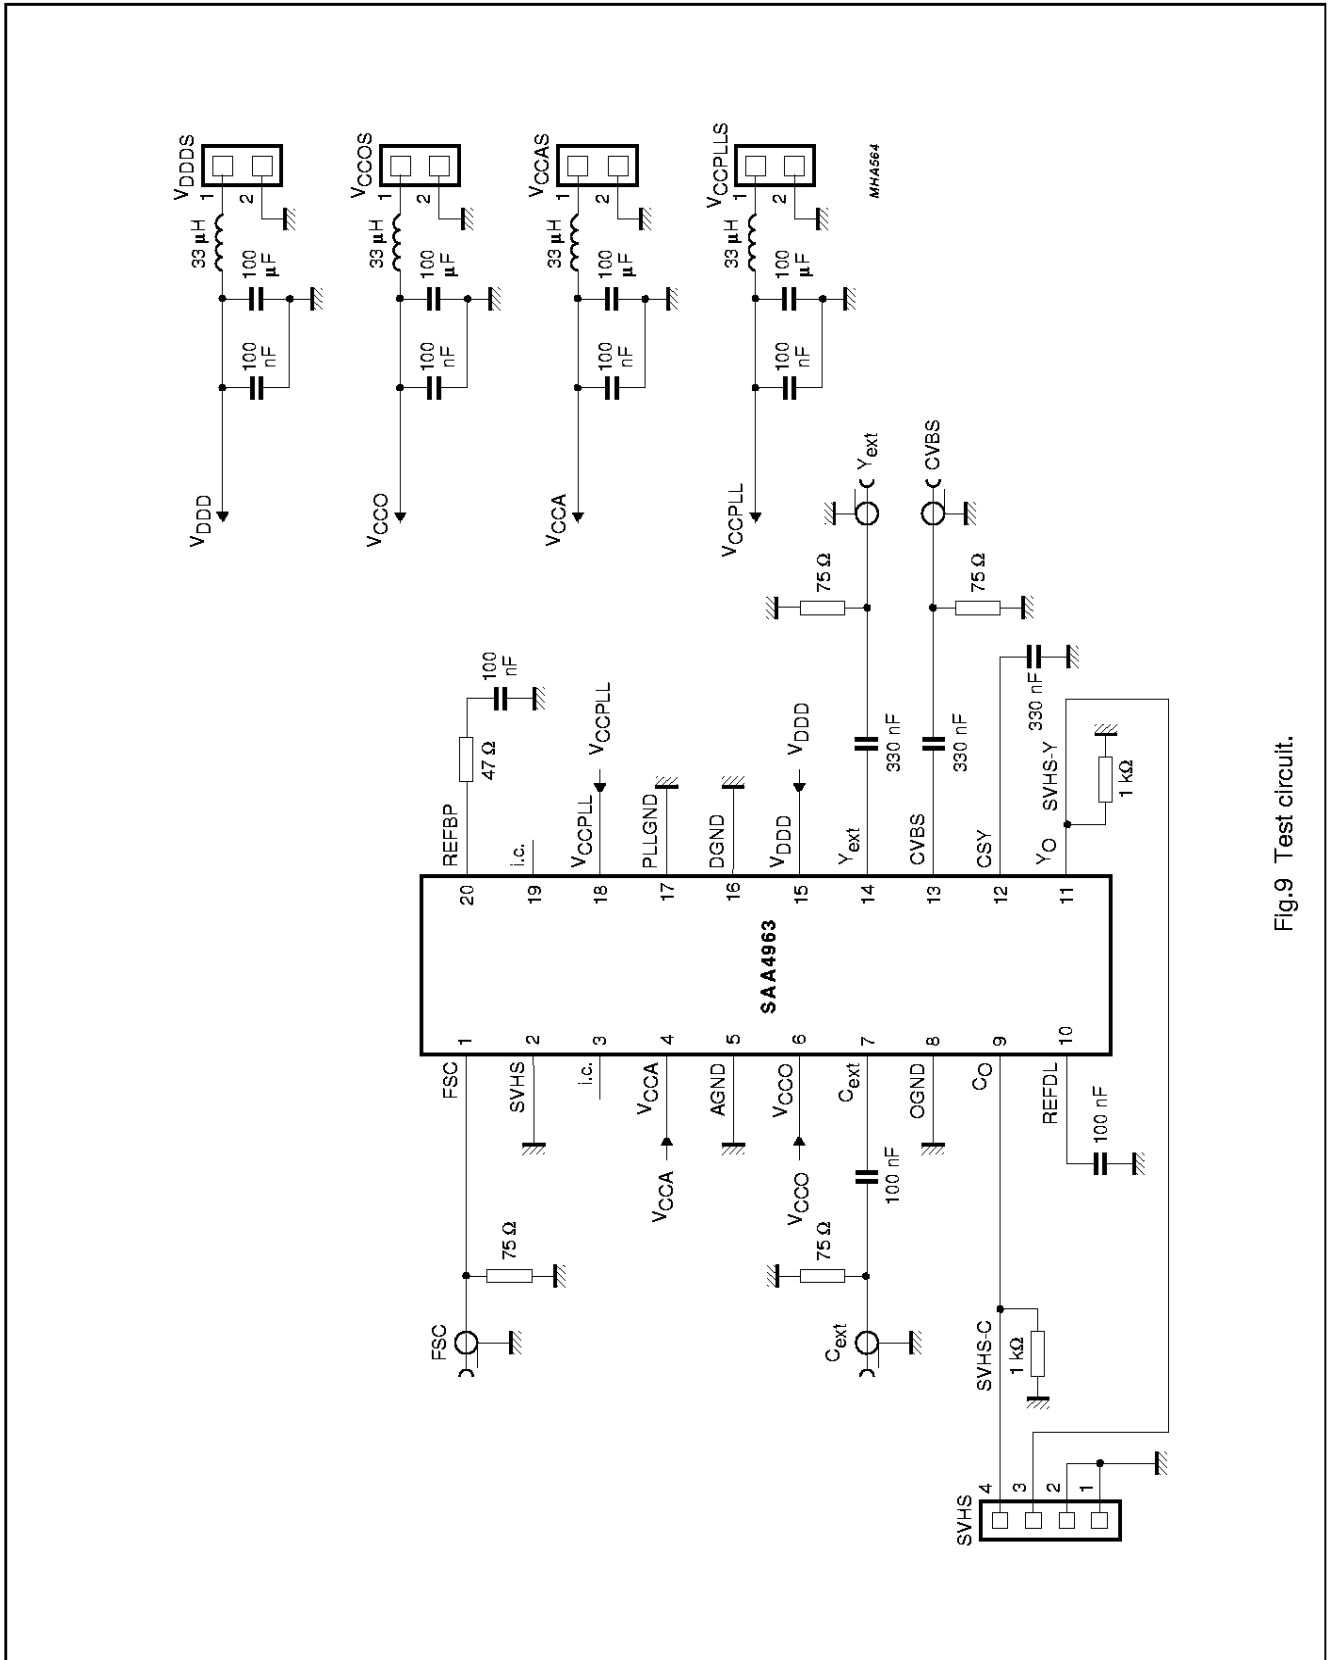 FSC
75 Ω
FSC
1
SVHS
2
i.c.
3
VCCA
VCCA
4
AGND
5
VCCO
VCCO
6
Cext
75 Ω
100 nF
Cext
7
OGND
8
SVHS
4
3
2
1
SVHS-C
1 kΩ
CO
9
REFDL
10
100 nF
SAA4963
20
REFBP
47 Ω
100
nF
19
i.c.
18
VCCPLL
VCCPLL
17
PLLGND
16
DGND
15
VDDD
VDDD
14
Yext
330 nF
75 Ω
Yext
13
CVBS
330 nF
75 Ω
CVBS
12
CSY
330 nF
11
YO
SVHS-Y
1 kΩ
VDDD
100
nF
100
μF
33 μH
1
2
VDDDS
VCCO
100
nF
100
μF
33 μH
1
2
VCCOS
VCCA
100
nF
100
μF
33 μH
1
2
VCCAS
VCCPLL
100
nF
100
μF
33 μH
1
2
VCCPLLS
MHA564
Fig.9 Test circuit.